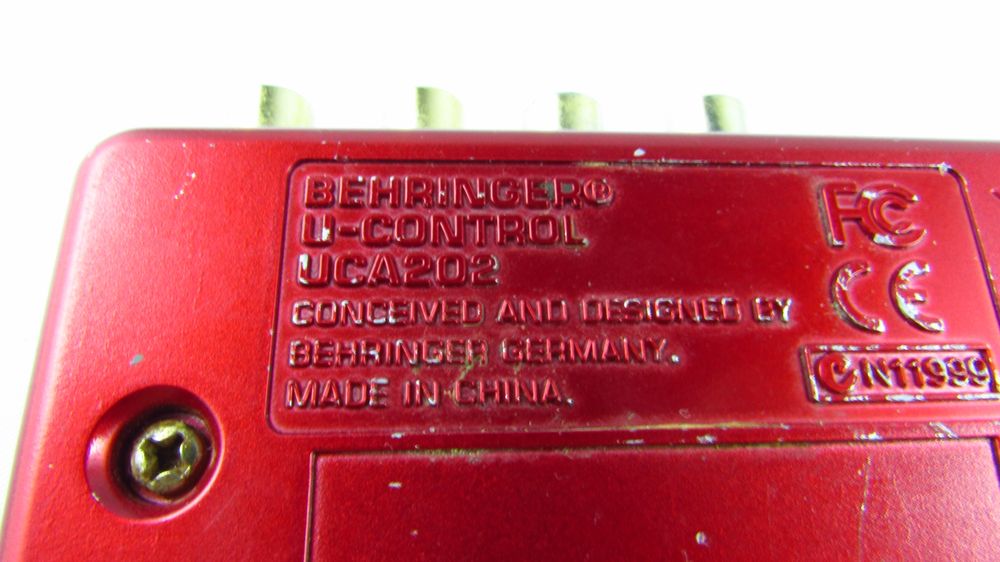 BEHRINGER®
U-CONTROL
UCA202
CONCEIVED AND DESIGNED BY
BEHRINGER GERMANY.
MADE IN CHINA.
FC
CE
N11999